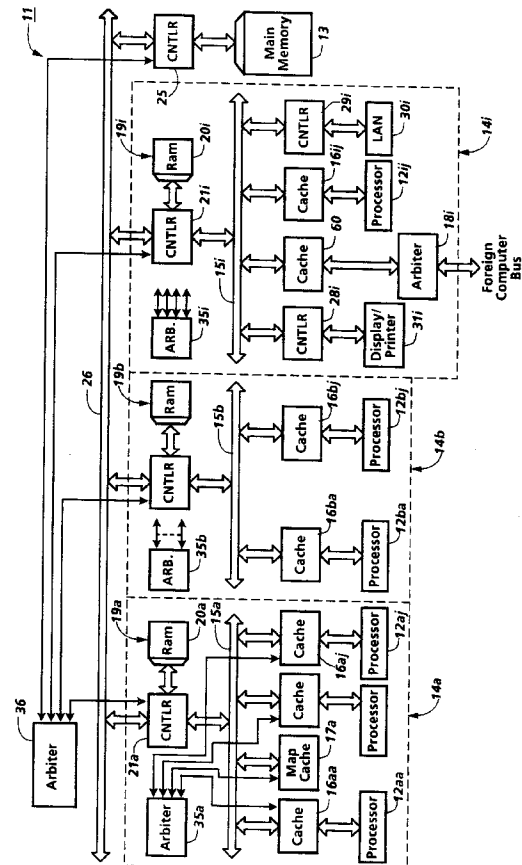 11
36
Arbiter
26
CNTLR
25
Main
Memory
13
19a
Ram
20a
CNTLR
21a
Arbiter
35a
15a
Cache
16aa
Map
Cache
17a
Cache
Cache
16aj
Processor
12aa
Processor
Processor
12aj
14a
19b
Ram
CNTLR
ARB.
35b
15b
Cache
16ba
Cache
16bj
Processor
12ba
Processor
12bj
14b
19i
Ram
20i
CNTLR
21i
ARB.
35i
15i
CNTLR
28i
Cache
60
Cache
16ij
CNTLR
29i
Display/
Printer
31i
Arbiter
18i
Processor
12ij
LAN
30i
14i
Foreign
Computer
Bus